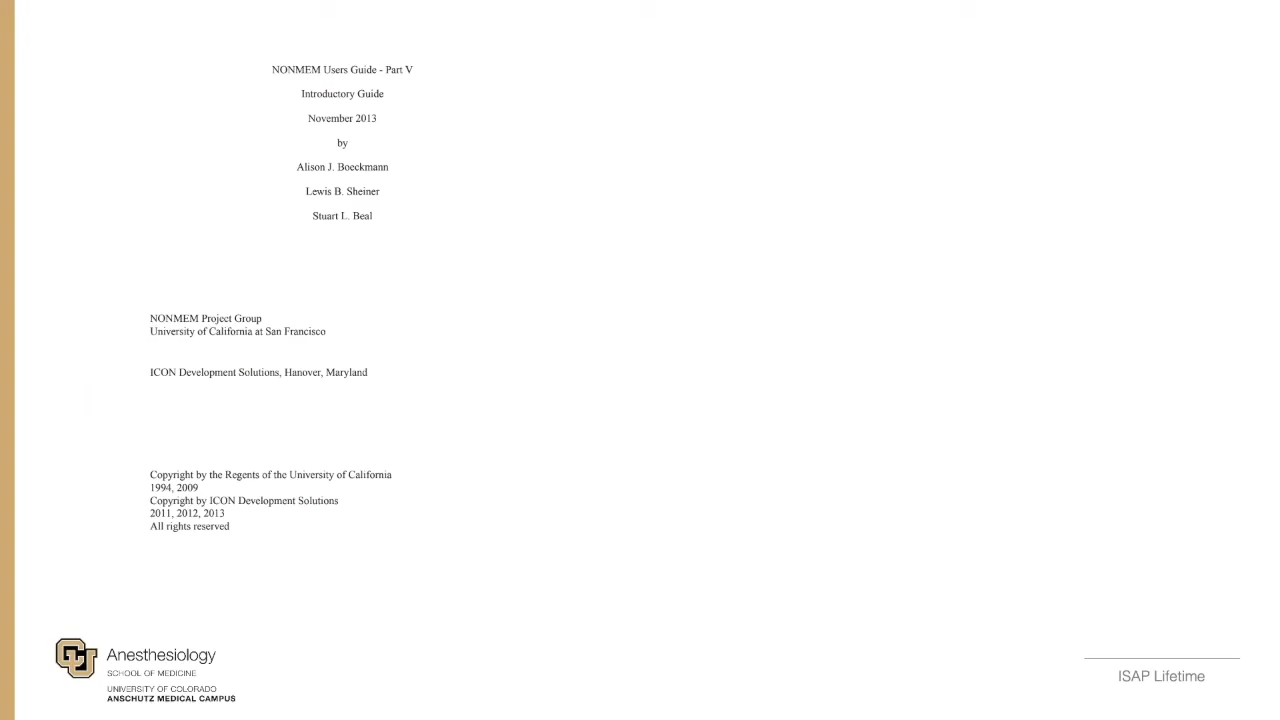 NONMEM Users Guide - Part V
Introductory Guide
November 2013
by
Alison J. Boeckmann
Lewis B. Sheiner
Stuart L. Beal
NONMEM Project Group
University of California at San Francisco
ICON Development Solutions, Hanover, Maryland
Copyright by the Regents of the University of California
1994, 2009
Copyright by ICON Development Solutions
2011, 2012, 2013
All rights reserved
CU
Anesthesiology
SCHOOL OF MEDICINE
UNIVERSITY OF COLORADO
ANSCHUTZ MEDICAL CAMPUS
ISAP Lifetime